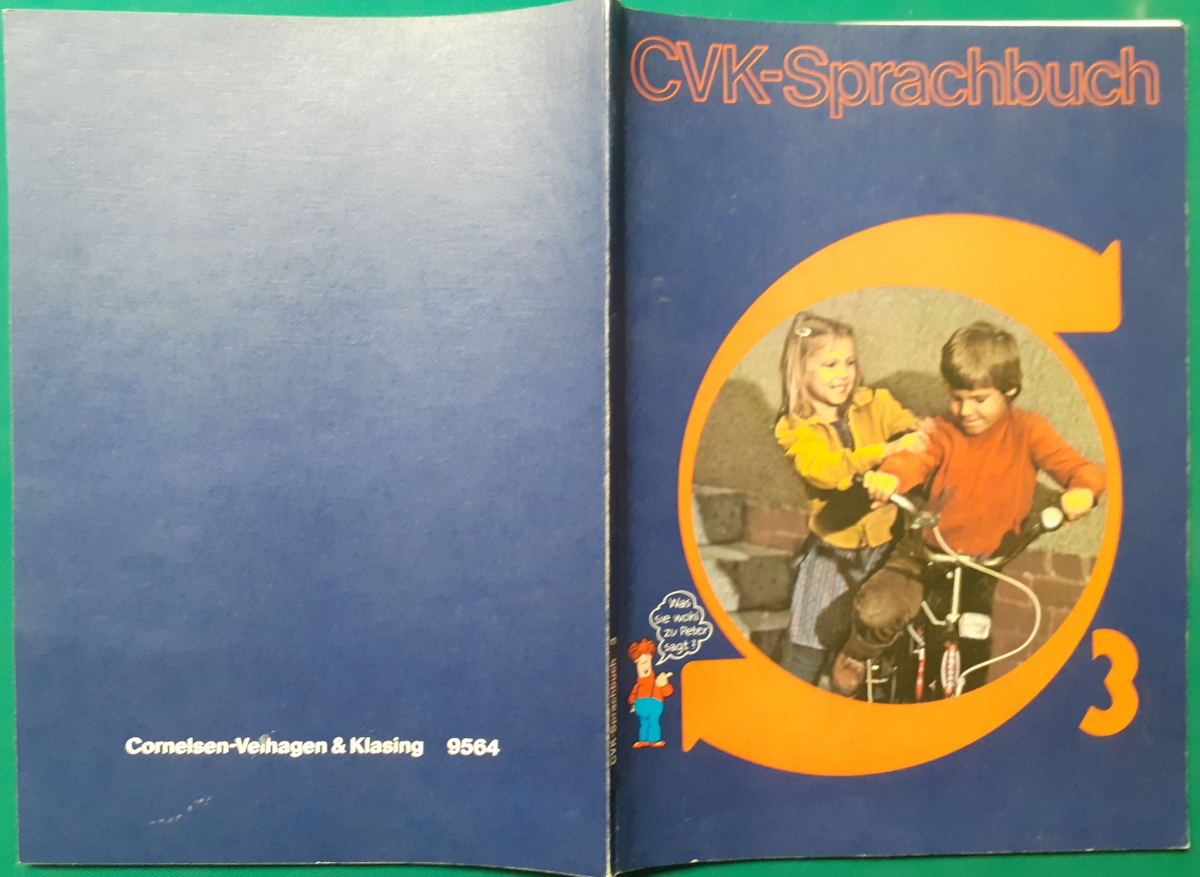 CVK-Sprachbuch
Was
sie wohl
zu Peter
sagt?
3
CVK-Sprachbuch 3
Cornelsen-Velhagen & Klasing 9564